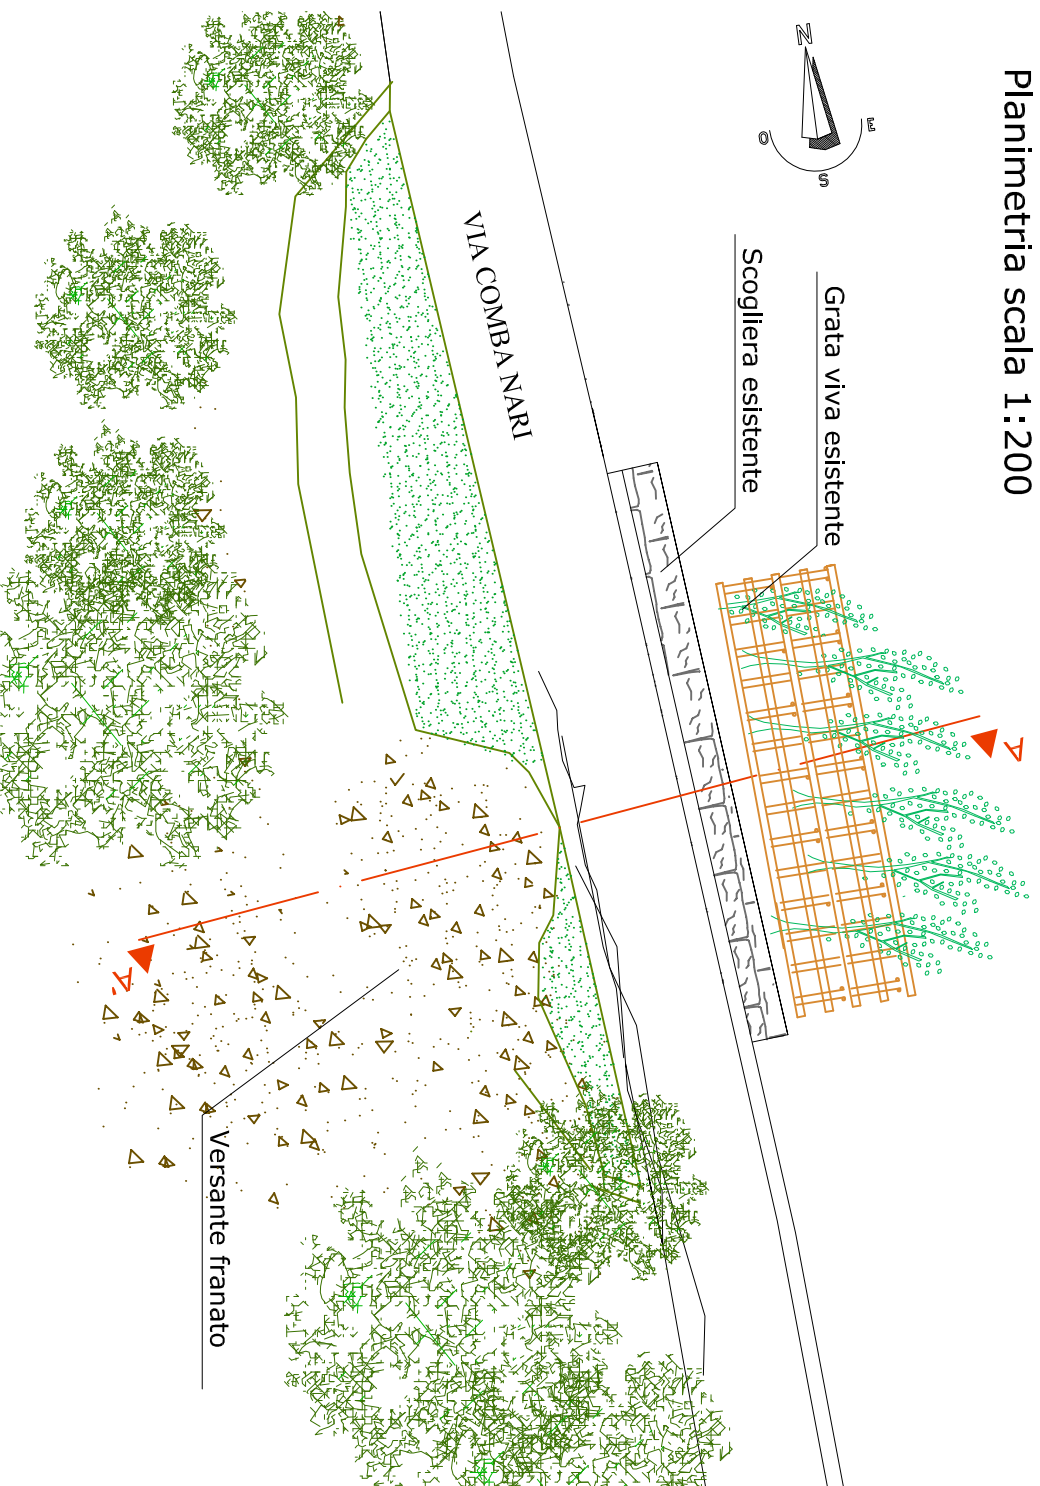 Planimetria scala 1:200
N
E
O
S
Grata viva esistente
Scogliera esistente
VIA COMBA NARI
A
A'
Versante franato